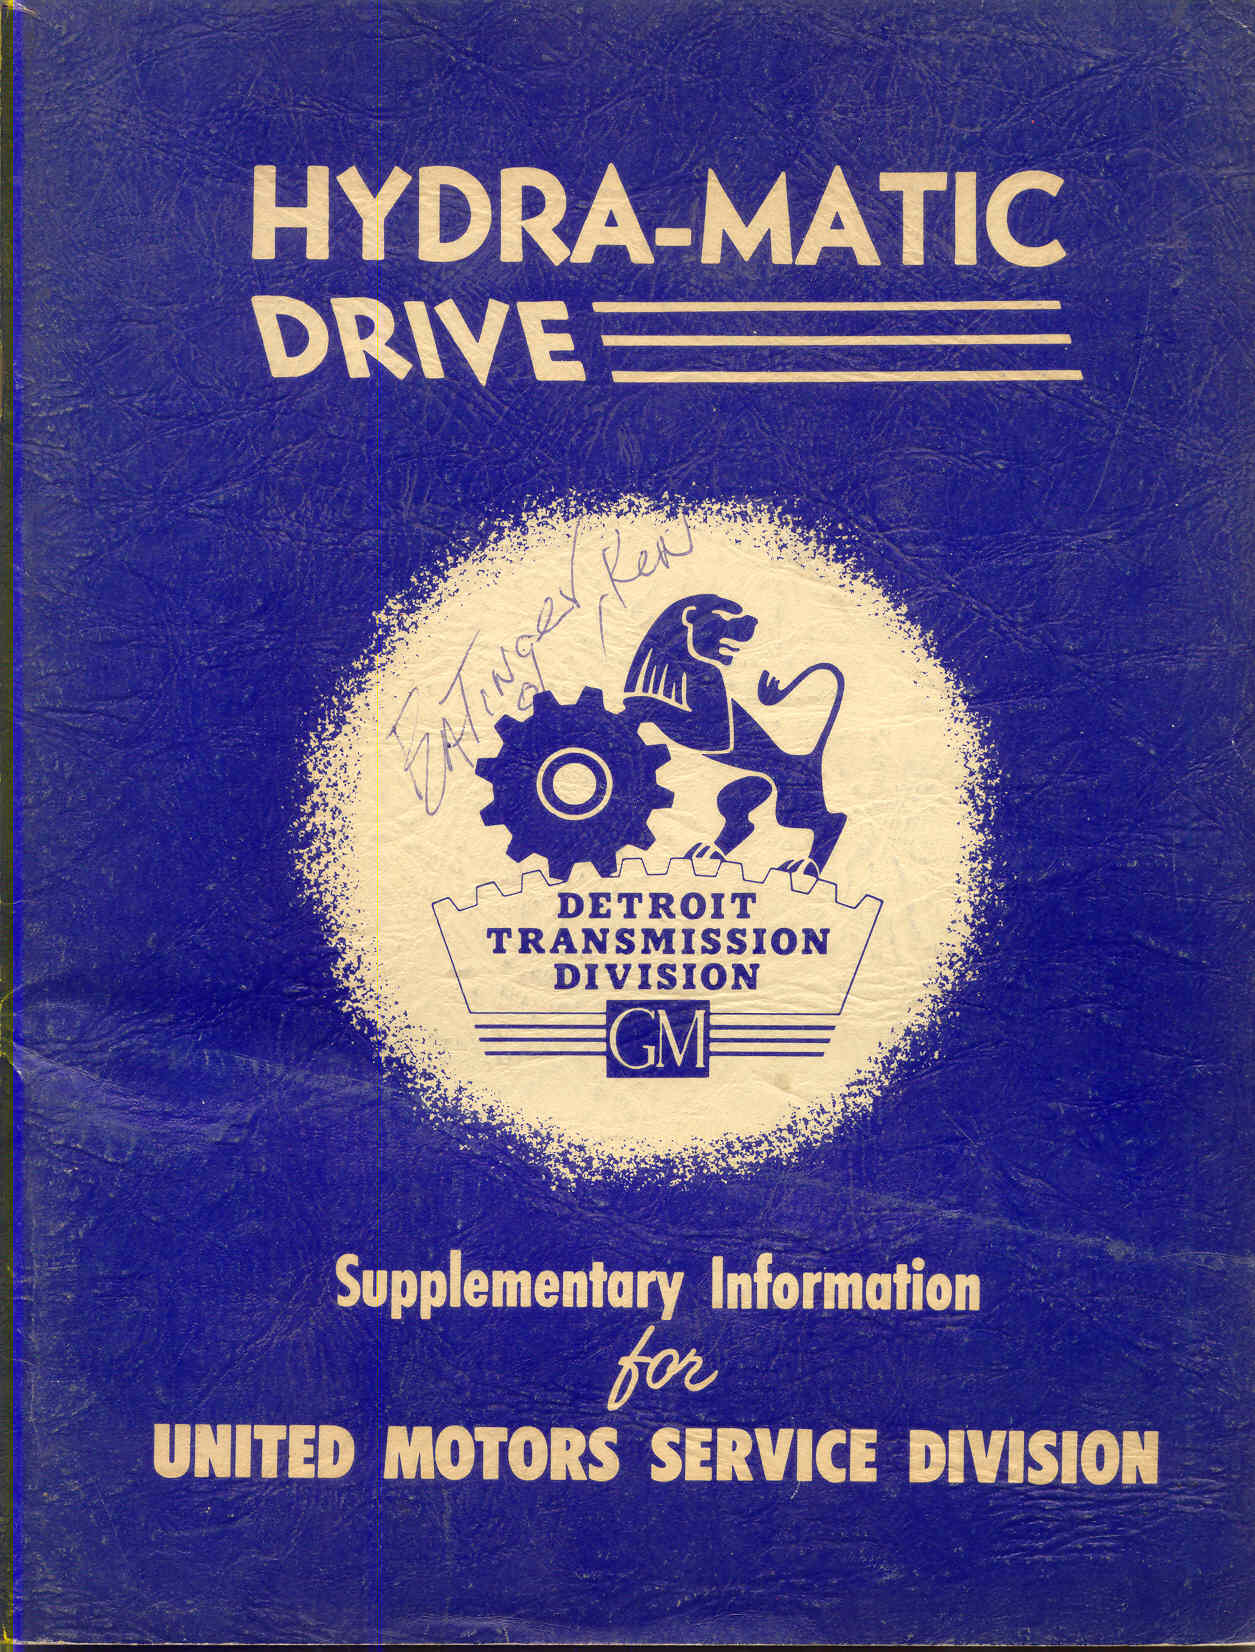 HYDRA-MATIC
DRIVE
Eatinger, Ken
DETROIT
TRANSMISSION
DIVISION
GM
Supplementary Information
for
UNITED MOTORS SERVICE DIVISION